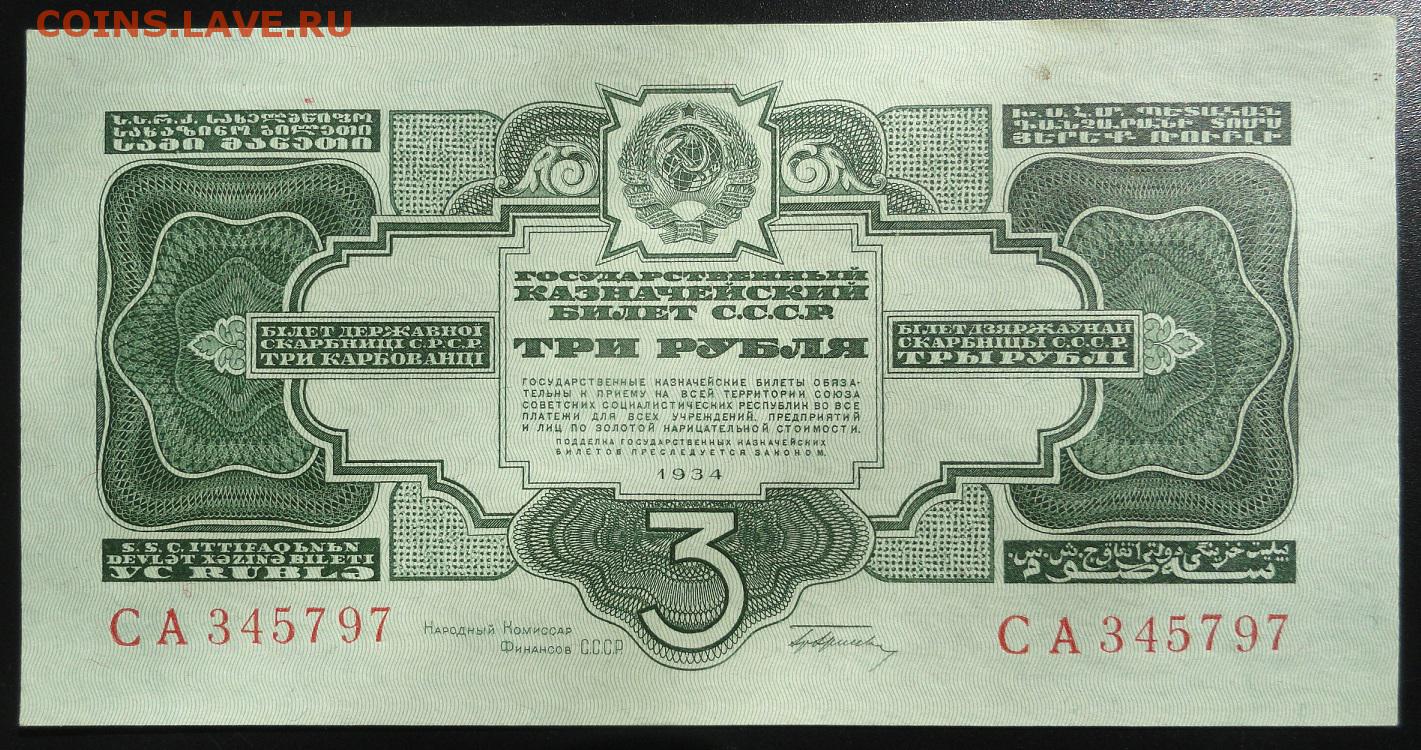 COINS.LAVE.RU
ГОСУДАРСТВЕННЫЙ
КАЗНАЧЕЙСКИЙ
БИЛЕТ С.С.С.Р.
ТРИ РУБЛЯ
БІЛЕТ ДЕРЖАВНОЇ
СКАРБНИЦІ С.Р.С.Р.
ТРИ КАРБОВАНЦІ
БІЛЕТ ДЗЯРЖАУНАЙ
СКАРБНІЦЫ С.С.С.Р.
ТРЫ РУБЛІ
ГОСУДАРСТВЕННЫЕ КАЗНАЧЕЙСКИЕ БИЛЕТЫ ОБЯЗА-
ТЕЛЬНЫ К ПРИЕМУ НА ВСЕЙ ТЕРРИТОРИИ СОЮЗА
СОВЕТСКИХ СОЦИАЛИСТИЧЕСКИХ РЕСПУБЛИК ВО ВСЕ
ПЛАТЕЖИ ДЛЯ ВСЕХ УЧРЕЖДЕНИЙ, ПРЕДПРИЯТИЙ
И ЛИЦ ПО ЗОЛОТОЙ НАРИЦАТЕЛЬНОЙ СТОИМОСТИ.
ПОДДЕЛКА ГОСУДАРСТВЕННЫХ КАЗНАЧЕЙСКИХ
БИЛЕТОВ ПРЕСЛЕДУЕТСЯ ЗАКОНОМ.
1934
3
S.S.C. ITTIFAQЬNЬN
DEVLƏT XƏZINƏ BILETI
YC RUBLƏ
СА 345797
НАРОДНЫЙ КОМИССАР
ФИНАНСОВ С.С.С.Р.
СА 345797